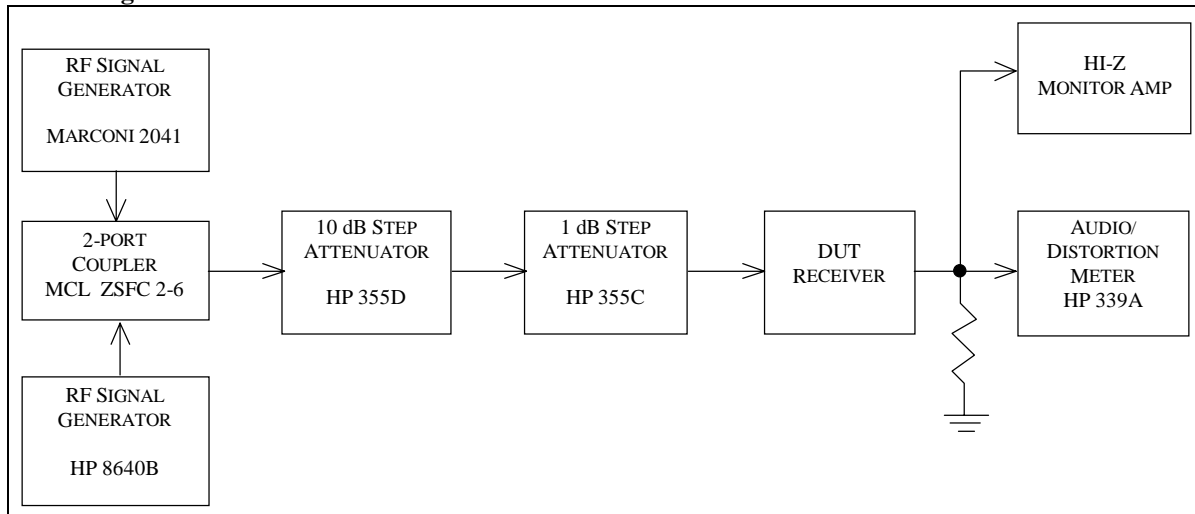 RF SIGNAL
GENERATOR
MARCONI 2041
2-PORT
COUPLER
MCL ZSFC 2-6
RF SIGNAL
GENERATOR
HP 8640B
10 dB STEP
ATTENUATOR
HP 355D
1 dB STEP
ATTENUATOR
HP 355C
DUT
RECEIVER
HI-Z
MONITOR AMP
AUDIO/
DISTORTION
METER
HP 339A